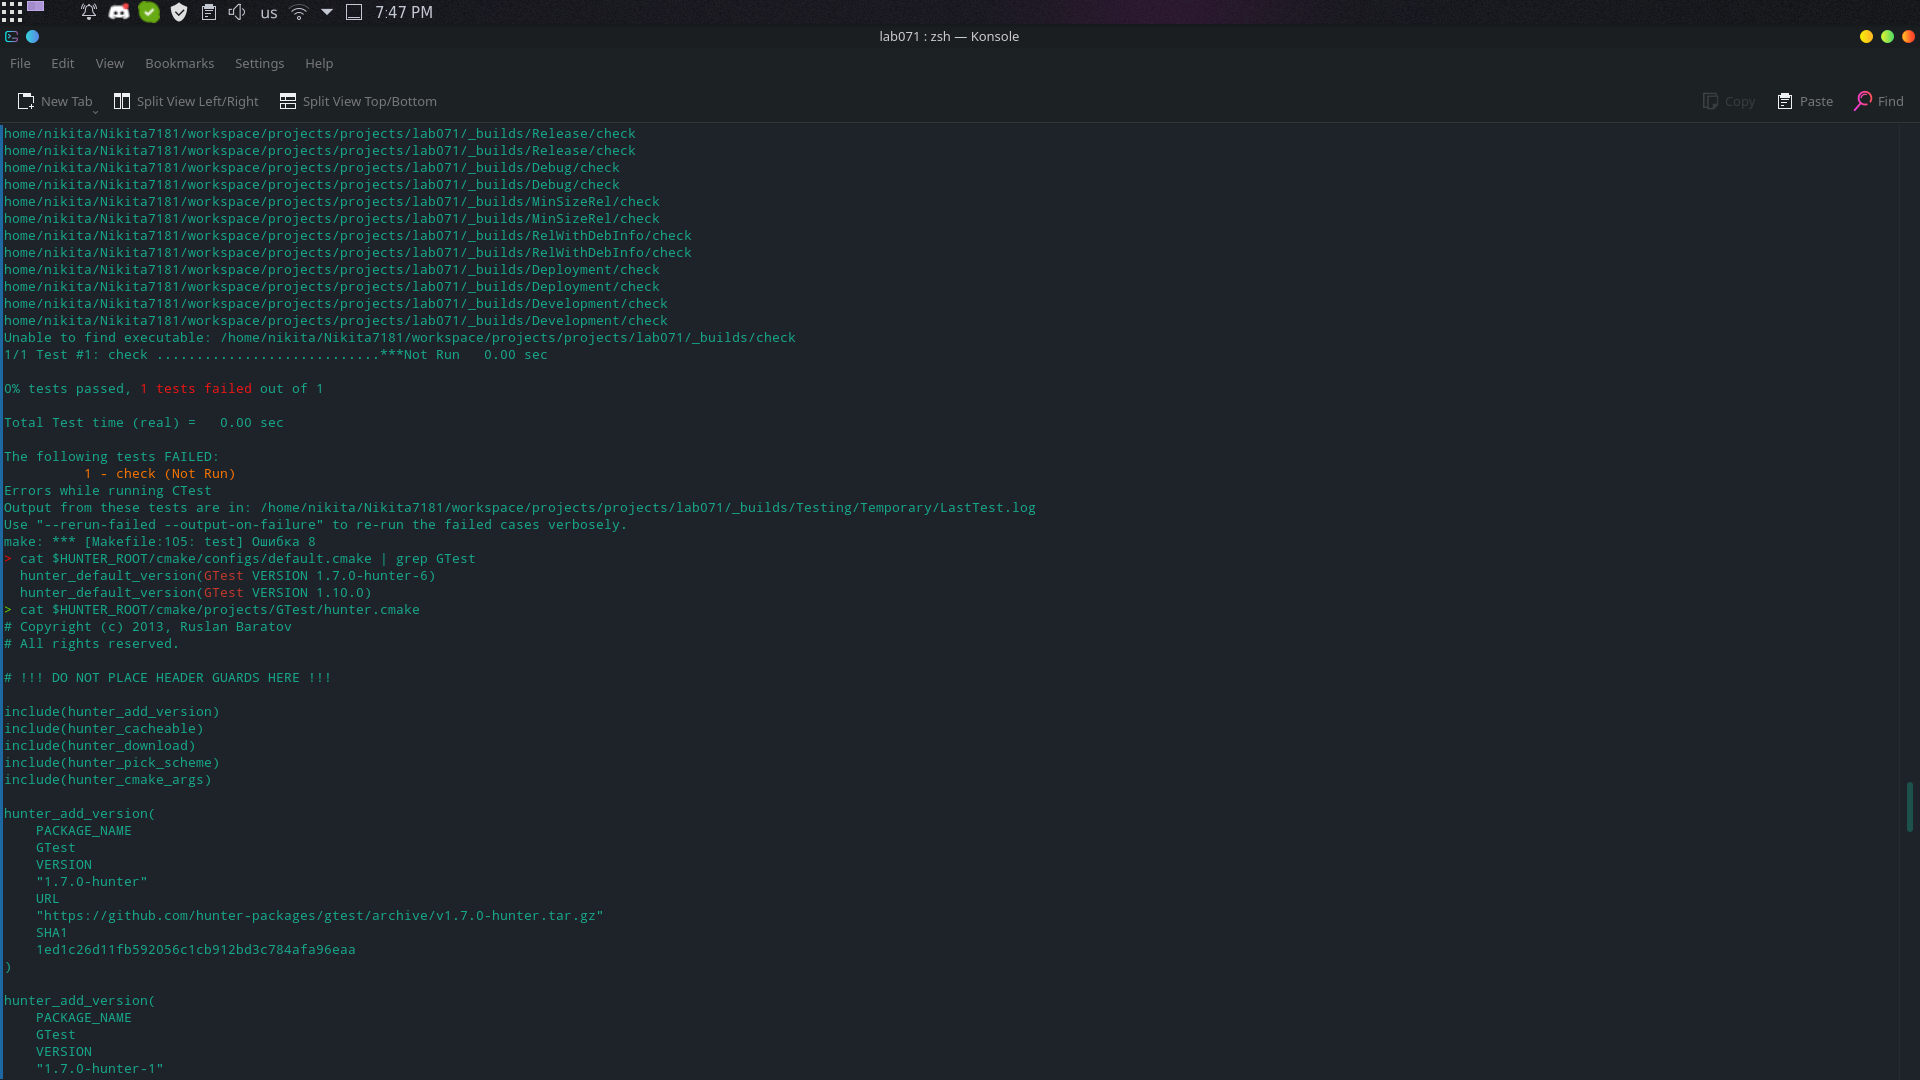 us
7:47 PM
lab071 : zsh — Konsole
File Edit View Bookmarks Settings Help
New Tab Split View Left/Right Split View Top/Bottom Copy Paste Find
home/nikita/Nikita7181/workspace/projects/projects/lab071/_builds/Release/check
home/nikita/Nikita7181/workspace/projects/projects/lab071/_builds/Release/check
home/nikita/Nikita7181/workspace/projects/projects/lab071/_builds/Debug/check
home/nikita/Nikita7181/workspace/projects/projects/lab071/_builds/Debug/check
home/nikita/Nikita7181/workspace/projects/projects/lab071/_builds/MinSizeRel/check
home/nikita/Nikita7181/workspace/projects/projects/lab071/_builds/MinSizeRel/check
home/nikita/Nikita7181/workspace/projects/projects/lab071/_builds/RelWithDebInfo/check
home/nikita/Nikita7181/workspace/projects/projects/lab071/_builds/RelWithDebInfo/check
home/nikita/Nikita7181/workspace/projects/projects/lab071/_builds/Deployment/check
home/nikita/Nikita7181/workspace/projects/projects/lab071/_builds/Deployment/check
home/nikita/Nikita7181/workspace/projects/projects/lab071/_builds/Development/check
home/nikita/Nikita7181/workspace/projects/projects/lab071/_builds/Development/check
Unable to find executable: /home/nikita/Nikita7181/workspace/projects/projects/lab071/_builds/check
1/1 Test #1: check ............................***Not Run   0.00 sec

0% tests passed, 1 tests failed out of 1

Total Test time (real) =   0.00 sec

The following tests FAILED:
          1 - check (Not Run)
Errors while running CTest
Output from these tests are in: /home/nikita/Nikita7181/workspace/projects/projects/lab071/_builds/Testing/Temporary/LastTest.log
Use "--rerun-failed --output-on-failure" to re-run the failed cases verbosely.
make: *** [Makefile:105: test] Ошибка 8
> cat $HUNTER_ROOT/cmake/configs/default.cmake | grep GTest
  hunter_default_version(GTest VERSION 1.7.0-hunter-6)
  hunter_default_version(GTest VERSION 1.10.0)
> cat $HUNTER_ROOT/cmake/projects/GTest/hunter.cmake
# Copyright (c) 2013, Ruslan Baratov
# All rights reserved.

# !!! DO NOT PLACE HEADER GUARDS HERE !!!

include(hunter_add_version)
include(hunter_cacheable)
include(hunter_download)
include(hunter_pick_scheme)
include(hunter_cmake_args)

hunter_add_version(
    PACKAGE_NAME
    GTest
    VERSION
    "1.7.0-hunter"
    URL
    "https://github.com/hunter-packages/gtest/archive/v1.7.0-hunter.tar.gz"
    SHA1
    1ed1c26d11fb592056c1cb912bd3c784afa96eaa
)

hunter_add_version(
    PACKAGE_NAME
    GTest
    VERSION
    "1.7.0-hunter-1"